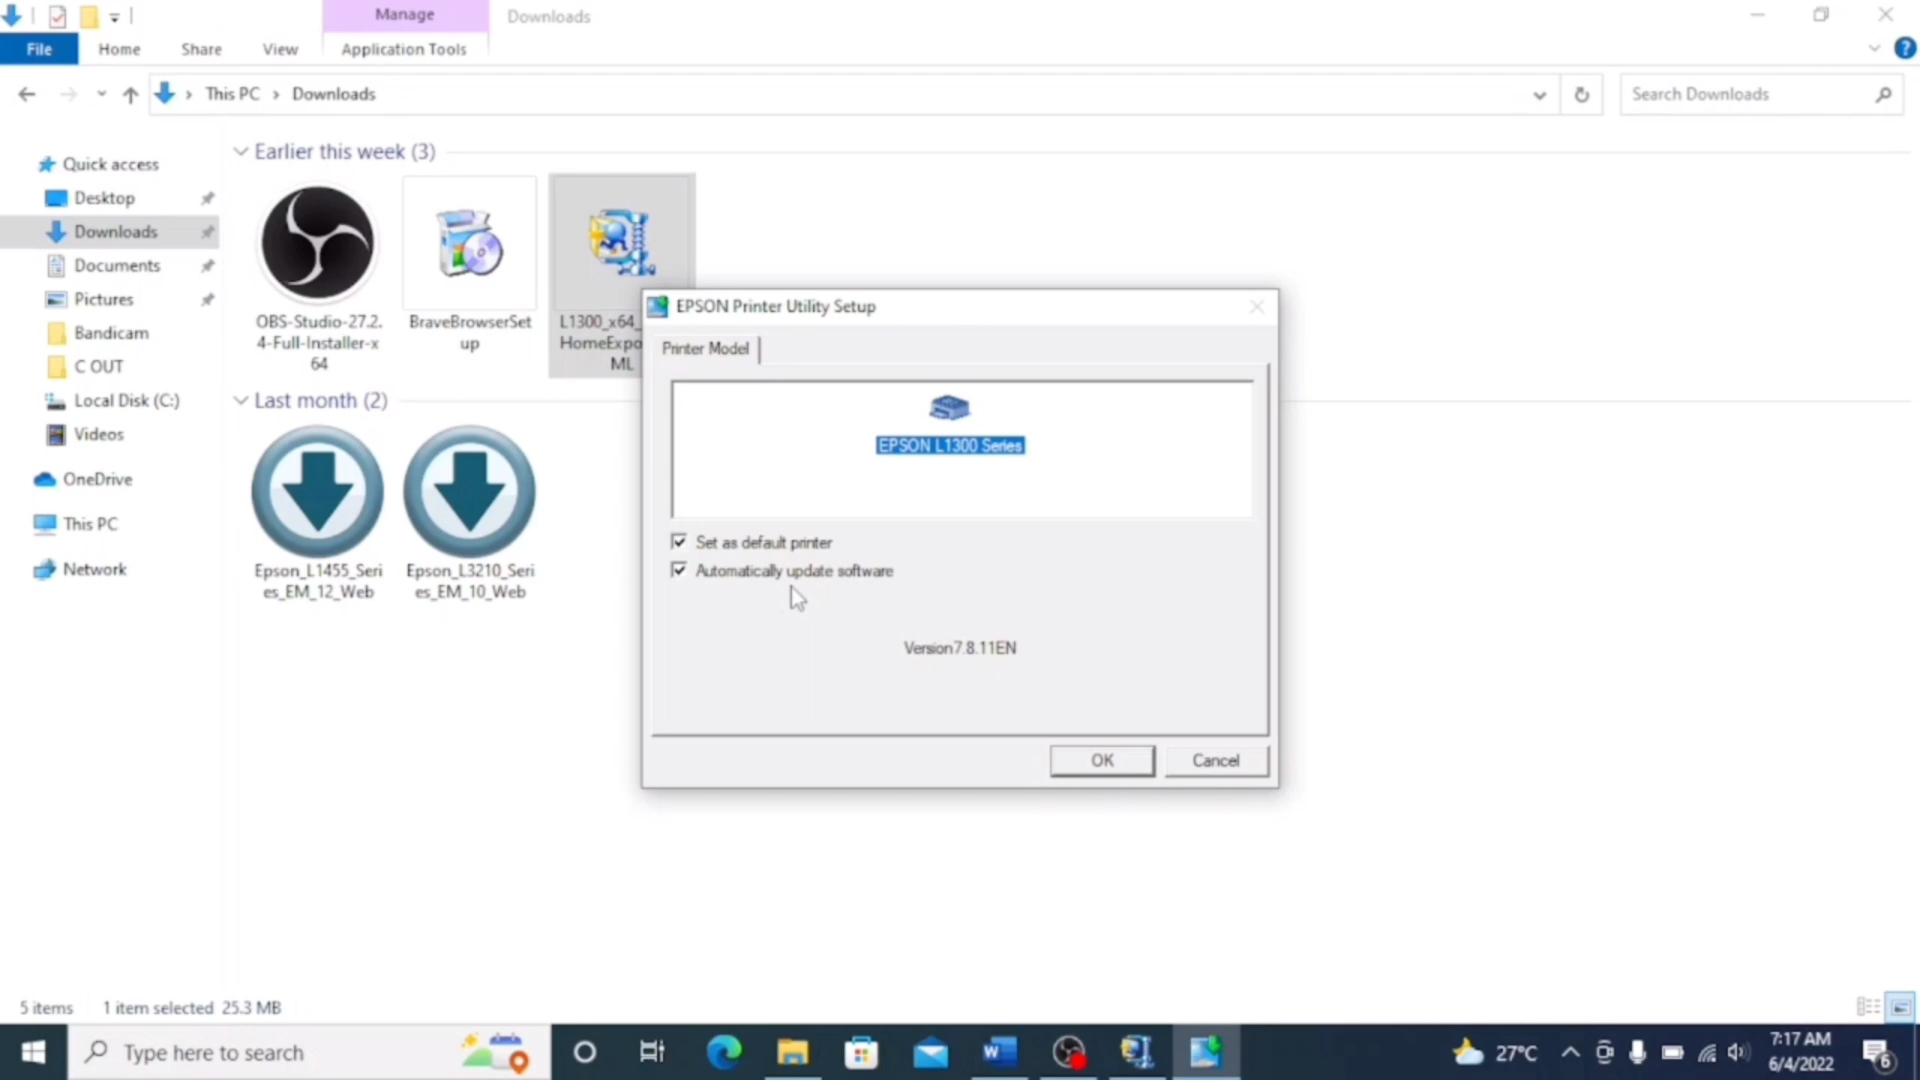 Manage
Downloads
File
Home
Share
View
Application Tools
?
This PC
Downloads
Search Downloads
Quick access
Desktop
Downloads
Documents
Pictures
Bandicam
C OUT
Local Disk (C:)
Videos
OneDrive
This PC
Network
Earlier this week (3)
OBS-Studio-27.2.
4-Full-Installer-x
64
BraveBrowserSet
up
L1300_x64_
HomeExpo
ML
Last month (2)
Epson_L1455_Seri
es_EM_12_Web
Epson_L3210_Seri
es_EM_10_Web
EPSON Printer Utility Setup
Printer Model
EPSON L1300 Series
Set as default printer
Automatically update software
Version7.8.11EN
OK
Cancel
5 items
1 item selected 25.3 MB
Type here to search
W
27°C
7:17 AM
6/4/2022
6